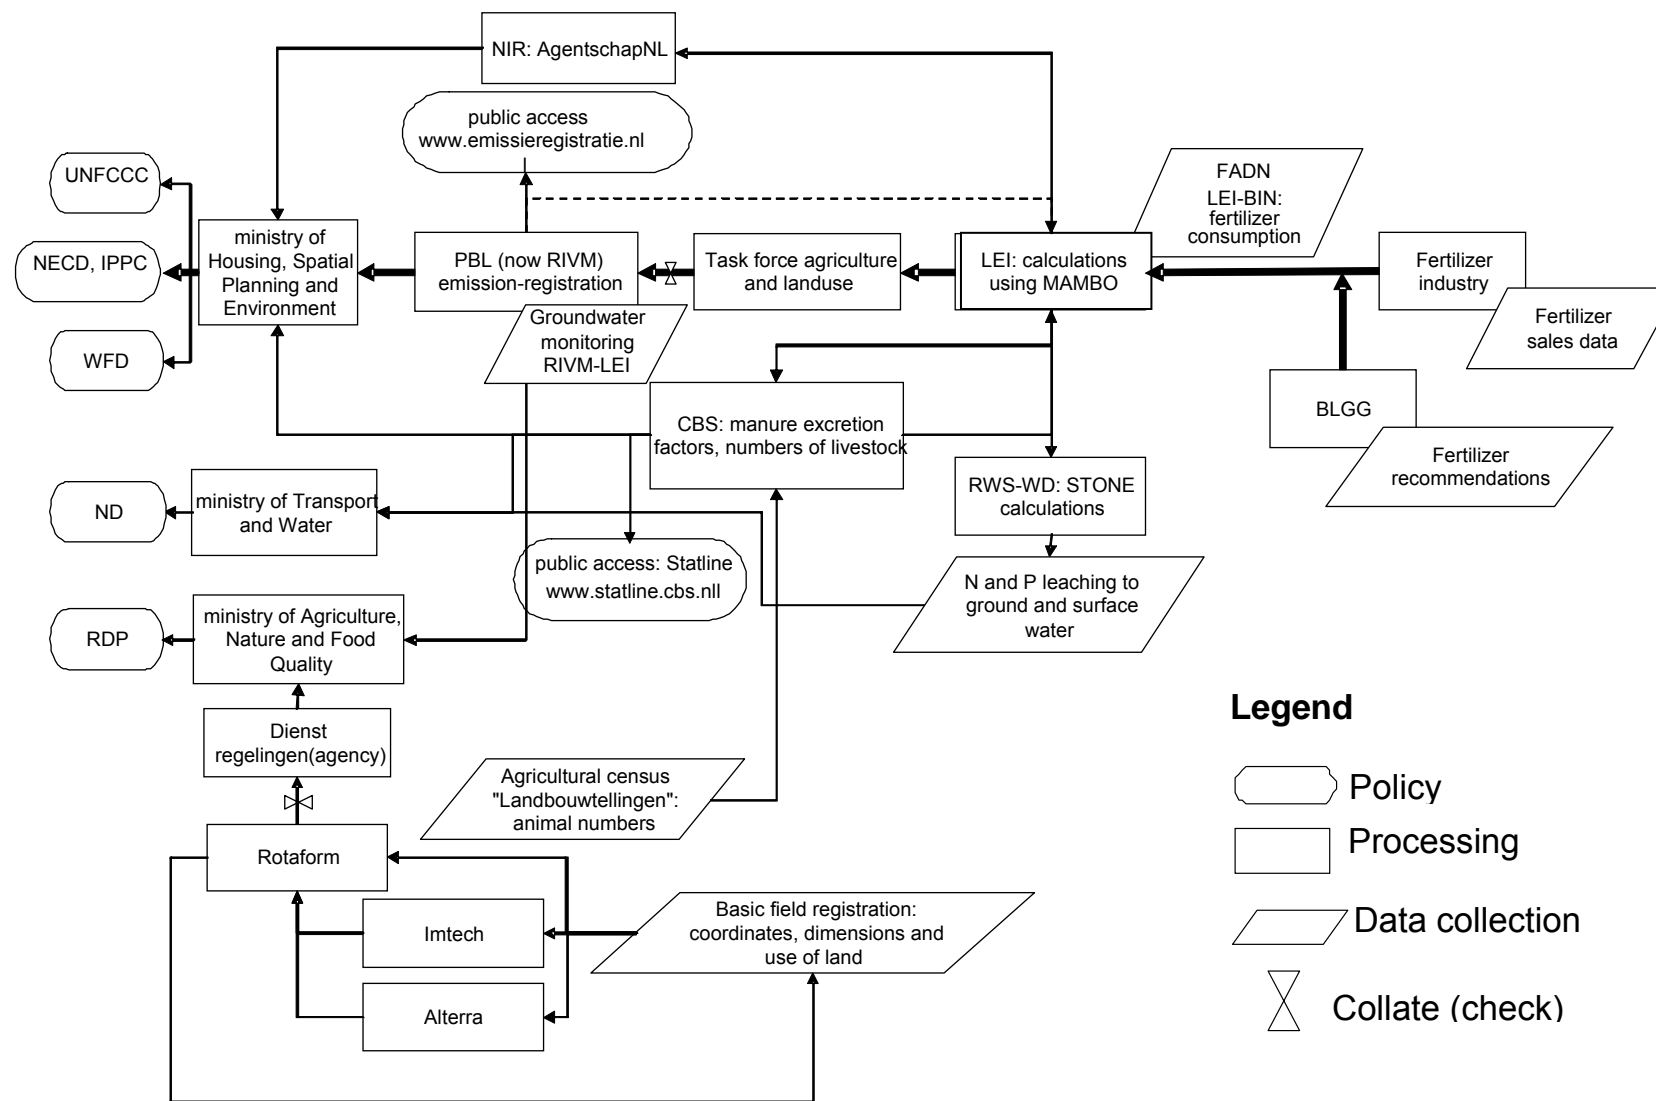 NIR: AgentschapNL
public access
www.emissieregistratie.nl
UNFCCC
NECD, IPPC
WFD
ministry of
Housing, Spatial
Planning and
Environment
PBL (now RIVM)
emission-registration
Groundwater
monitoring
RIVM-LEI
Task force agriculture
and landuse
LEI: calculations
using MAMBO
FADN
LEI-BIN:
fertilizer
consumption
Fertilizer
industry
Fertilizer
sales data
BLGG
Fertilizer
recommendations
CBS: manure excretion
factors, numbers of livestock
RWS-WD: STONE
calculations
N and P leaching to
ground and surface
water
ND
ministry of Transport
and Water
public access: Statline
www.statline.cbs.nll
RDP
ministry of Agriculture,
Nature and Food
Quality
Dienst
regelingen(agency)
Agricultural census
"Landbouwtellingen":
animal numbers
Rotaform
Imtech
Alterra
Basic field registration:
coordinates, dimensions and
use of land
Legend
Policy
Processing
Data collection
Collate (check)